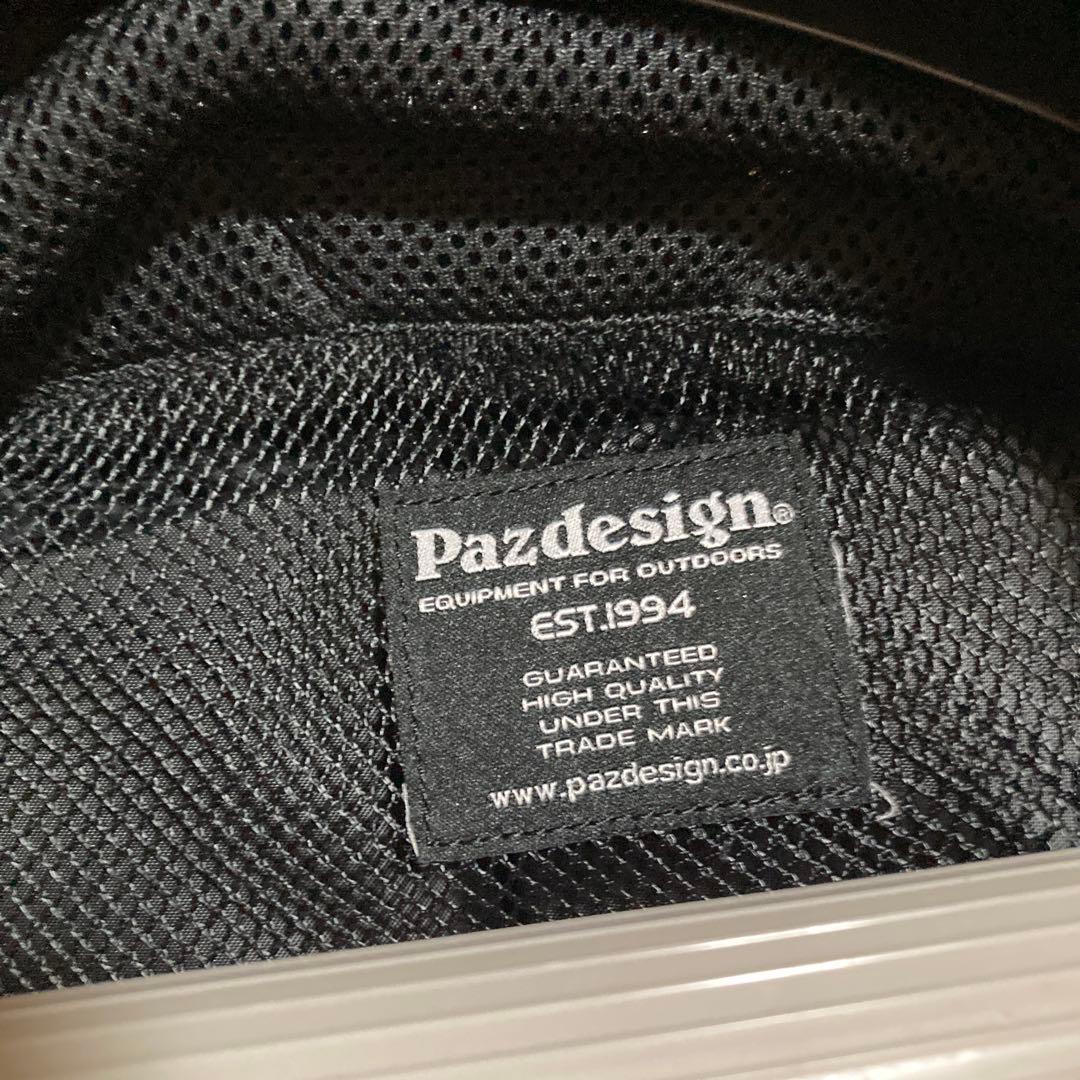 Pazdesign®
EQUIPMENT FOR OUTDOORS
EST.1994
GUARANTEED
HIGH QUALITY
UNDER THIS
TRADE MARK
www.pazdesign.co.jp